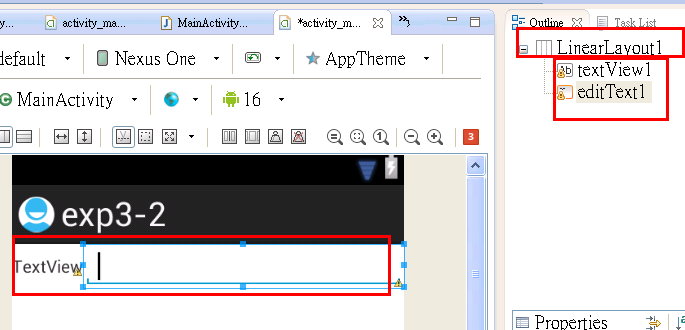 activity_ma...
MainActivity....
*activity_m...
»5
Outline
Task List
default
Nexus One
AppTheme
LinearLayout1
textView1
editText1
MainActivity
16
3
exp3-2
TextView
Properties